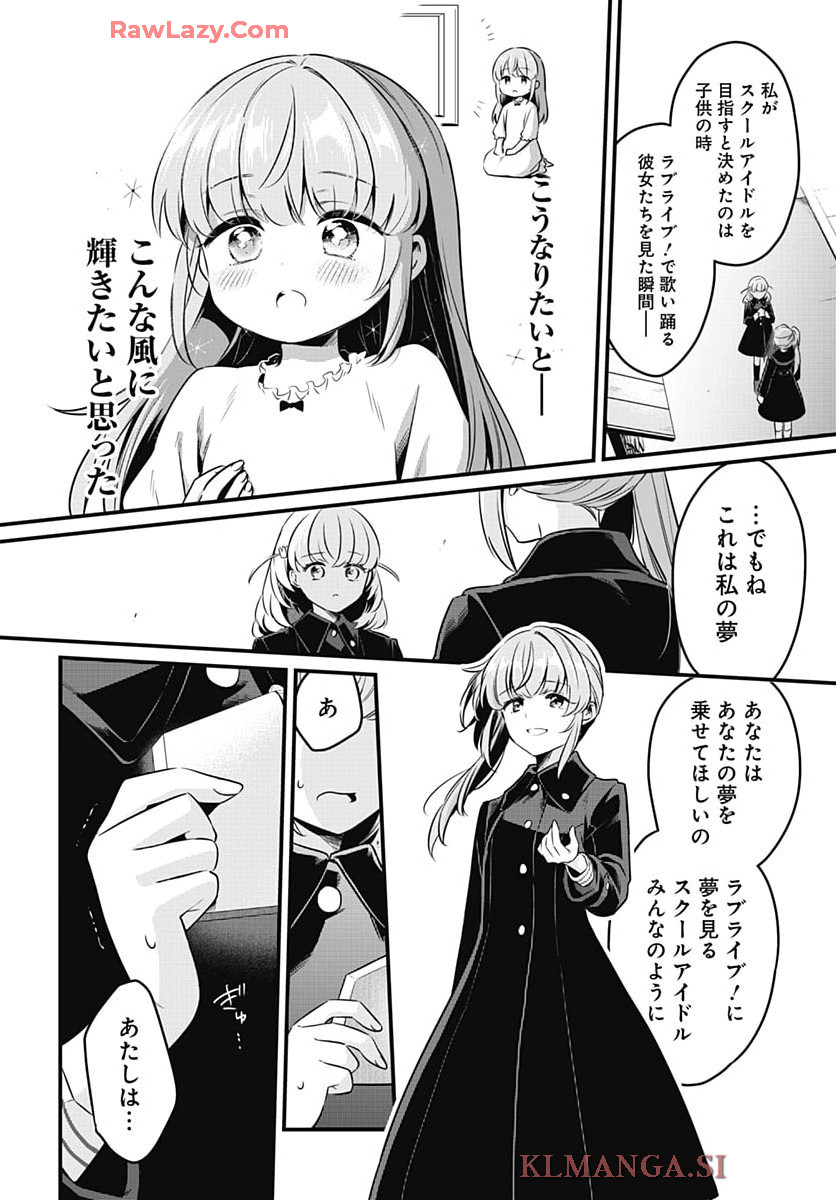 RawLazy.Com
私が
スクールアイドルを
目指すと決めたのは
子供の時
ラブライブ!で歌い踊る
彼女たちを見た瞬間──
こうなりたいと──
こんな風に
輝きたいと思った
…でもね
これは私の夢
あなたは
あなたの夢を
乗せてほしいの
ラブライブ!に
夢を見る
スクールアイドル
みんなのように
あ
ぎゅ…
あたしは…
KLMANGA.SI